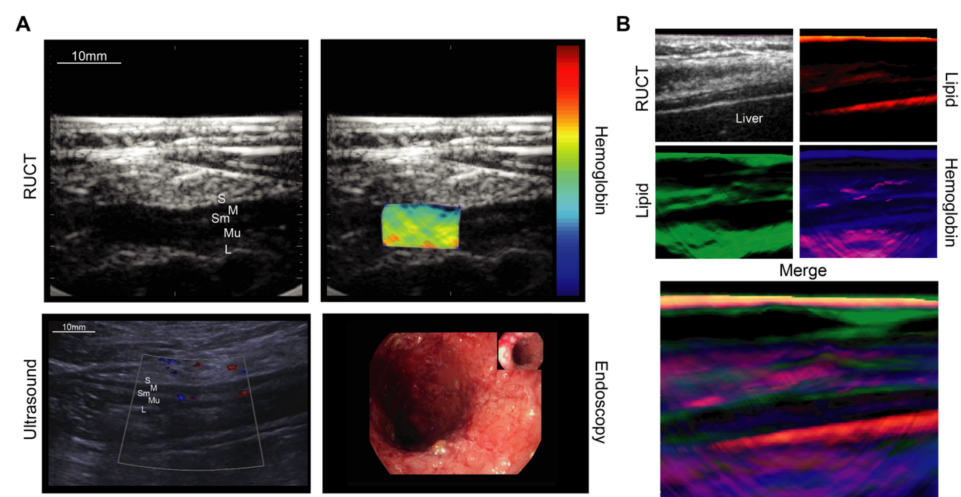 A
10mm
RUCT
S
M
Sm
Mu
L
Hemoglobin
Ultrasound
10mm
S
M
Sm
Mu
L
Endoscopy
B
RUCT
Liver
Lipid
Lipid
Hemoglobin
Merge